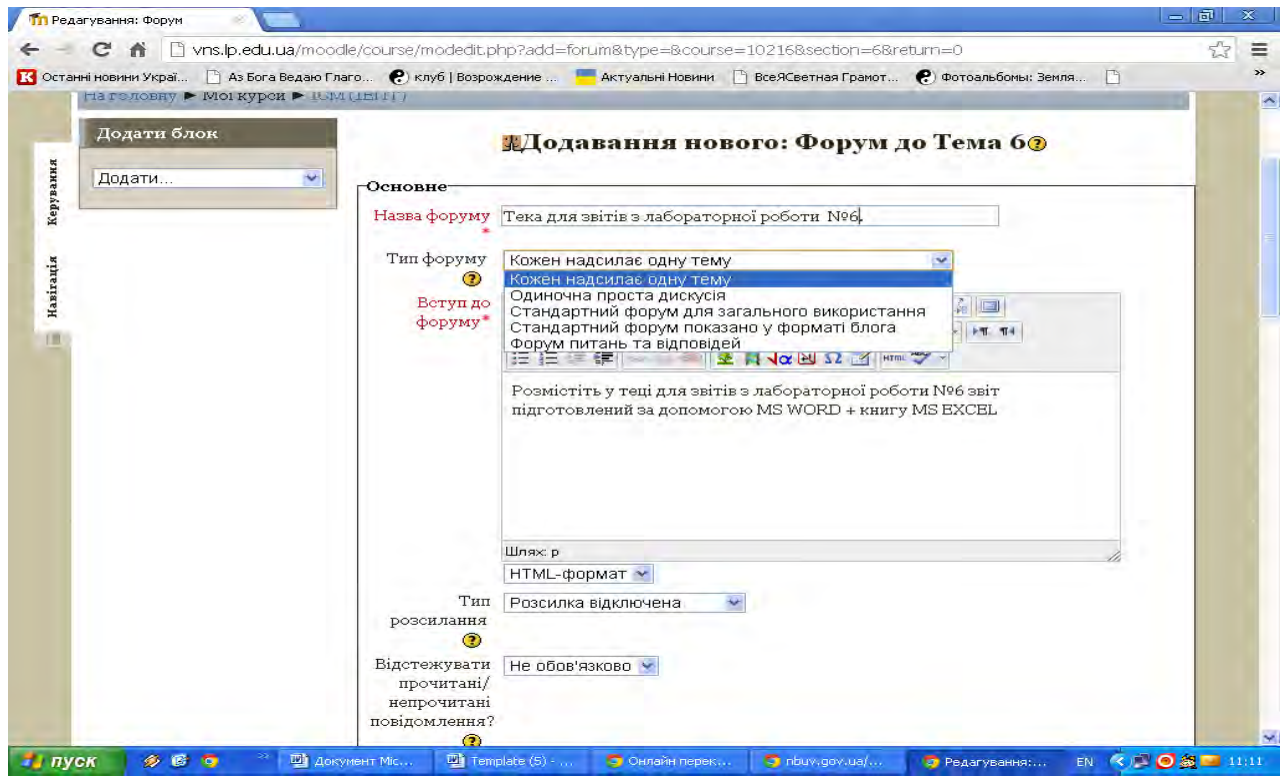 Редагування: Форум
vns.lp.edu.ua/moodle/course/modedit.php?add=forum&type=&course=10216&section=6&return=0
Останні новини Украї... Аз Бога Ведаю Глаго... клуб | Возрождение ... Актуальні Новини ВсеЯСветная Грамот... Фотоальбомы: Земля... »
На головну ► Мої курси ►
Додати блок
Додати...
Керування
Навігація
Додавання нового: Форум до Тема 6
Основне
Назва форуму * Тека для звітів з лабораторної роботи №6.
Тип форуму Кожен надсилає одну тему
Кожен надсилає одну тему
Одиночна проста дискусія
Стандартний форум для загального використання
Стандартний форум показано у форматі блога
Форум питань та відповідей
Вступ до
форуму*
HTML
Розмістіть у теці для звітів з лабораторної роботи №6 звіт
підготовлений за допомогою MS WORD + книгу MS EXCEL
Шлях: p
HTML-формат
Тип Розсилка відключена
розсилання
Відстежувати Не обов'язково
прочитані/
непрочитані
повідомлення?
пуск » Документ Mic... Template (5) - ... Онлайн перек... nbuv.gov.ua/... Редагування:... EN 11:11